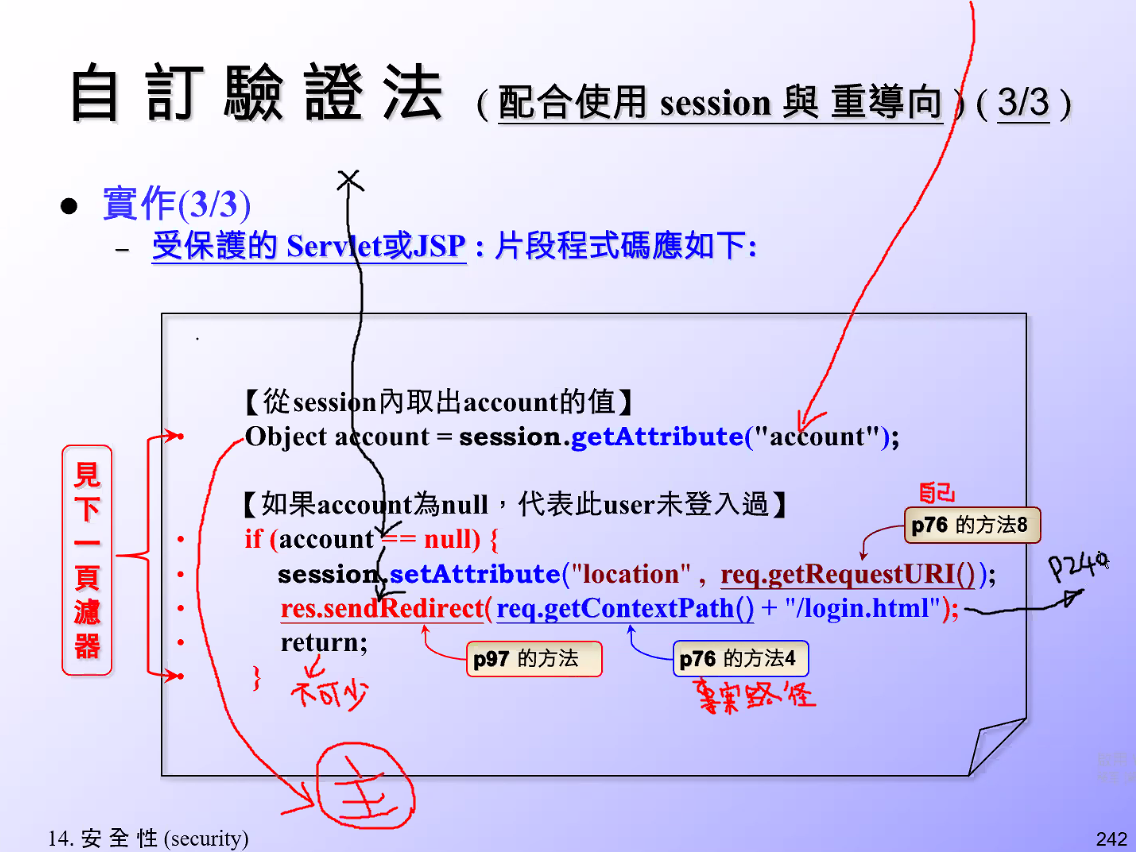 自訂驗證法 ( 配合使用 session 與 重導向 ) ( 3/3 )
● 實作(3/3)
– 受保護的 Servlet或JSP : 片段程式碼應如下:
【從session內取出account的值】
• Object account = session.getAttribute("account");
【如果account為null，代表此user未登入過】
自己
p76 的方法8
• if (account == null) {
• session.setAttribute("location" , req.getRequestURI());
p240
• res.sendRedirect( req.getContextPath() + "/login.html");
• return;
p97 的方法
p76 的方法4
• }
不可少
專案路徑
見下一頁濾器
主
14. 安 全 性 (security)
242